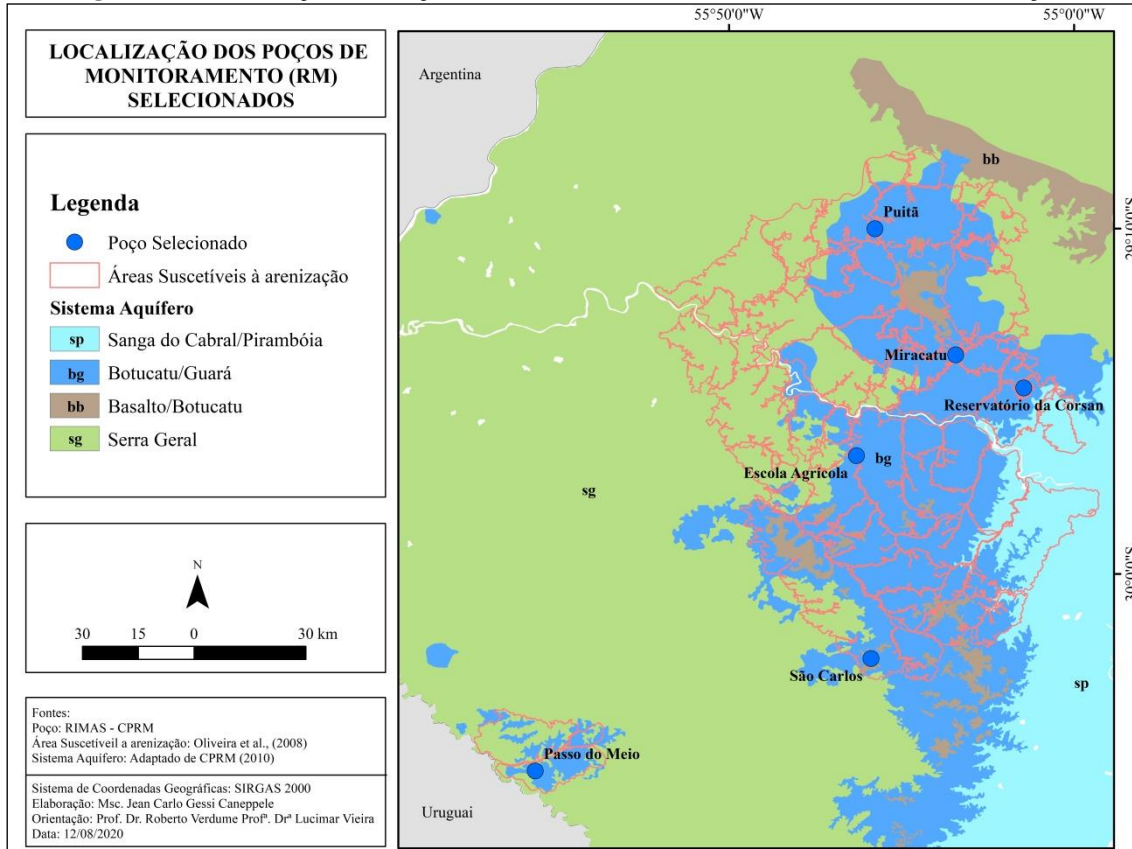 LOCALIZAÇÃO DOS POÇOS DE
MONITORAMENTO (RM)
SELECIONADOS
Legenda
Poço Selecionado
Áreas Suscetíveis à arenização
Sistema Aquífero
sp Sanga do Cabral/Pirambóia
bg Botucatu/Guará
bb Basalto/Botucatu
sg Serra Geral
N
30 15 0 30 km
Fontes:
Poço: RIMAS - CPRM
Área Suscetiveil a arenização: Oliveira et al., (2008)
Sistema Aquífero: Adaptado de CPRM (2010)
Sistema de Coordenadas Geográficas: SIRGAS 2000
Elaboração: Msc. Jean Carlo Gessi Caneppele
Orientação: Prof. Dr. Roberto Verdume Profª. Drª Lucimar Vieira
Data: 12/08/2020
55°50'0"W
55°00'0"W
Argentina
bb
Puitã
29°10'0"S
Miracatu
Reservatório da Corsan
Escola Agricola
bg
sg
São Carlos
sp
Passo do Meio
Uruguai